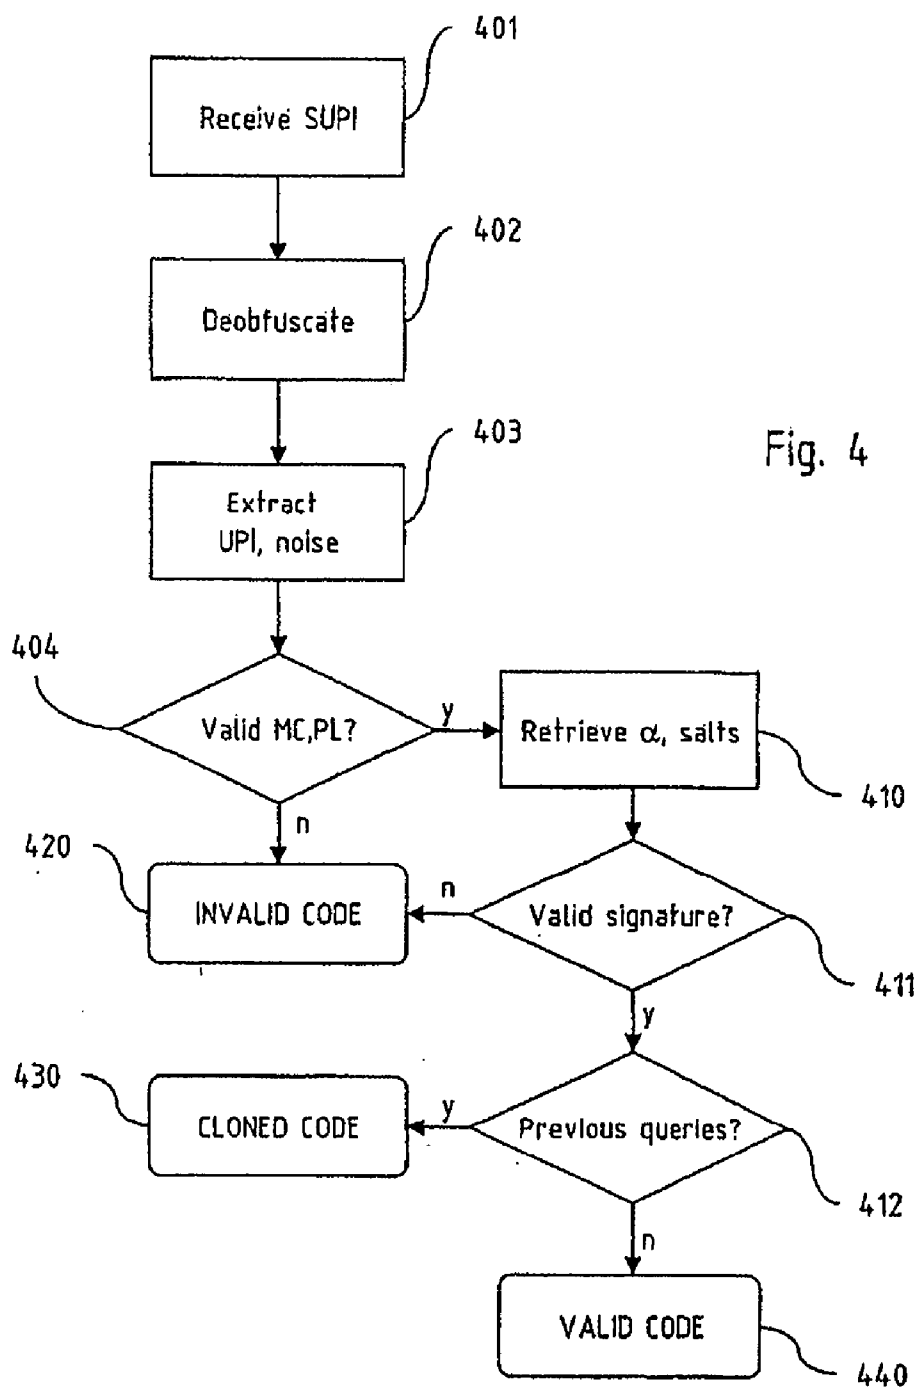 401
Receive SUPI
402
Deobfuscate
403
Extract
UPI, noise
Fig. 4
404
Valid MC,PL?
y
Retrieve α, salts
410
n
420
INVALID CODE
n
Valid signature?
411
y
430
CLONED CODE
y
Previous queries?
412
n
VALID CODE
440